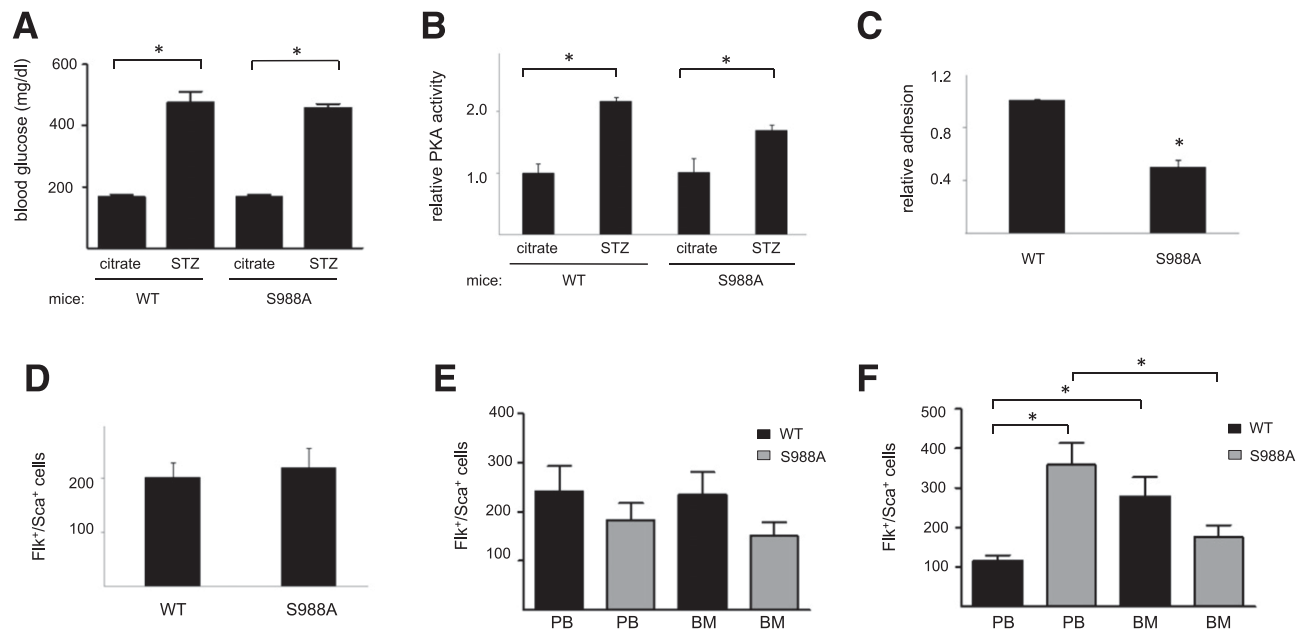 A
blood glucose (mg/dl)
600
400
200
*
*
citrate STZ citrate STZ
mice: WT S988A
B
relative PKA activity
2.0
1.0
*
*
citrate STZ citrate STZ
mice: WT S988A
C
relative adhesion
1.2
0.8
0.4
*
WT S988A
D
Flk⁺/Sca⁺ cells
200
100
WT S988A
E
Flk⁺/Sca⁺ cells
400
300
200
100
WT
S988A
PB PB BM BM
F
Flk⁺/Sca⁺ cells
500
400
300
200
100
*
*
*
WT
S988A
PB PB BM BM